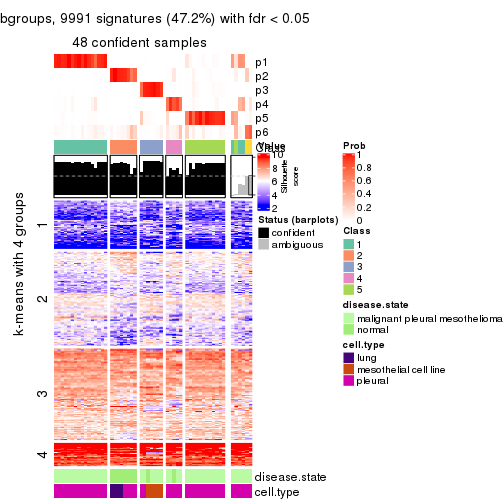 bgroups, 9991 signatures (47.2%) with fdr < 0.05
48 confident samples
p1
p2
p3
p4
p5
p6
Class
k-means with 4 groups
1
2
3
4
Value
10
8
6
4
2
Silhouette
score
Status (barplots)
confident
ambiguous
Prob
1
0.8
0.6
0.4
0.2
0
Class
1
2
3
4
5
disease.state
malignant pleural mesothelioma
normal
cell.type
lung
mesothelial cell line
pleural
disease.state
cell.type